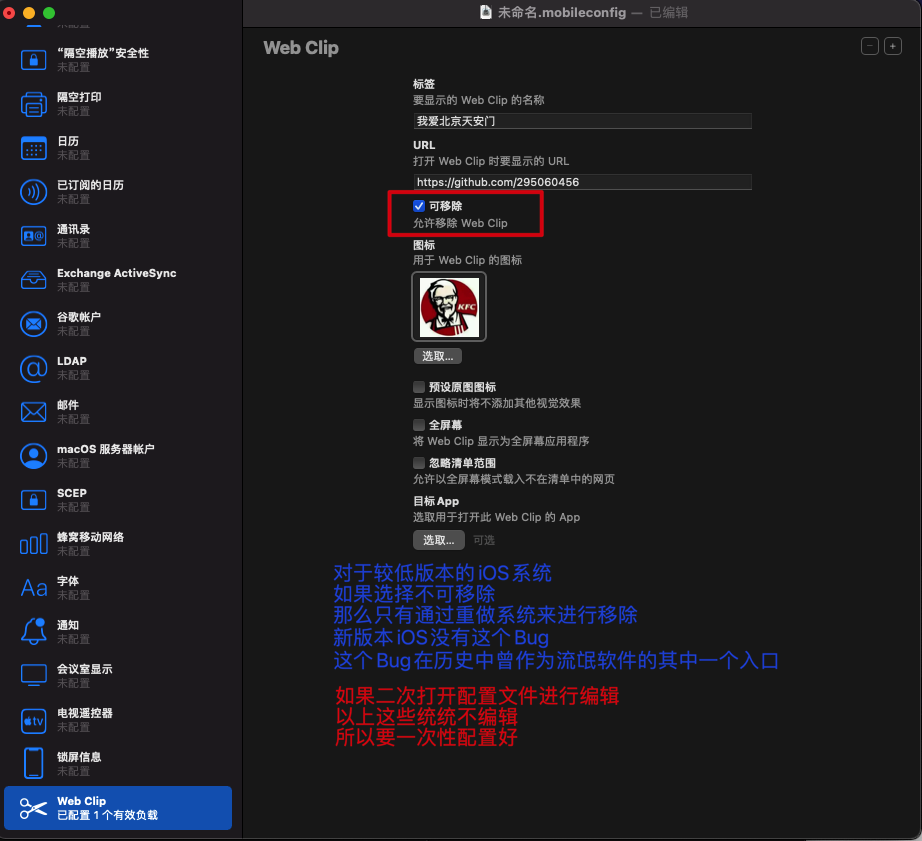 未命名.mobileconfig — 已编辑
未配置
“隔空播放”安全性
未配置
隔空打印
未配置
日历
未配置
已订阅的日历
未配置
通讯录
未配置
Exchange ActiveSync
未配置
谷歌帐户
未配置
LDAP
未配置
邮件
未配置
macOS 服务器帐户
未配置
SCEP
未配置
蜂窝移动网络
未配置
字体
未配置
通知
未配置
会议室显示
未配置
tv
电视遥控器
未配置
锁屏信息
未配置
Web Clip
已配置 1 个有效负载
Web Clip
标签
要显示的 Web Clip 的名称
我爱北京天安门
URL
打开 Web Clip 时要显示的 URL
https://github.com/295060456
可移除
允许移除 Web Clip
图标
用于 Web Clip 的图标
KFC
选取...
预设原图图标
显示图标时将不添加其他视觉效果
全屏幕
将 Web Clip 显示为全屏幕应用程序
忽略清单范围
允许以全屏幕模式载入不在清单中的网页
目标 App
选取用于打开此 Web Clip 的 App
选取... 可选
对于较低版本的iOS系统
如果选择不可移除
那么只有通过重做系统来进行移除
新版本iOS没有这个Bug
这个Bug在历史中曾作为流氓软件的其中一个入口
如果二次打开配置文件进行编辑
以上这些统统不编辑
所以要一次性配置好